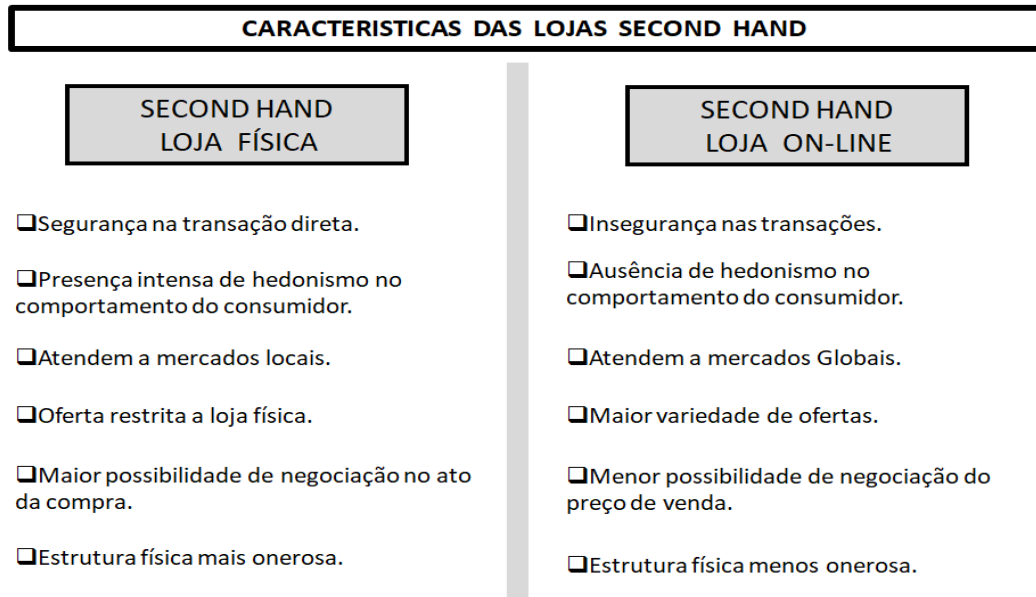 CARACTERISTICAS DAS LOJAS SECOND HAND
SECOND HAND
LOJA FÍSICA
❑Segurança na transação direta.
❑Presença intensa de hedonismo no
comportamento do consumidor.
❑Atendem a mercados locais.
❑Oferta restrita a loja física.
❑Maior possibilidade de negociação no ato
da compra.
❑Estrutura física mais onerosa.
SECOND HAND
LOJA ON-LINE
❑Insegurança nas transações.
❑Ausência de hedonismo no
comportamento do consumidor.
❑Atendem a mercados Globais.
❑Maior variedade de ofertas.
❑Menor possibilidade de negociação do
preço de venda.
❑Estrutura física menos onerosa.